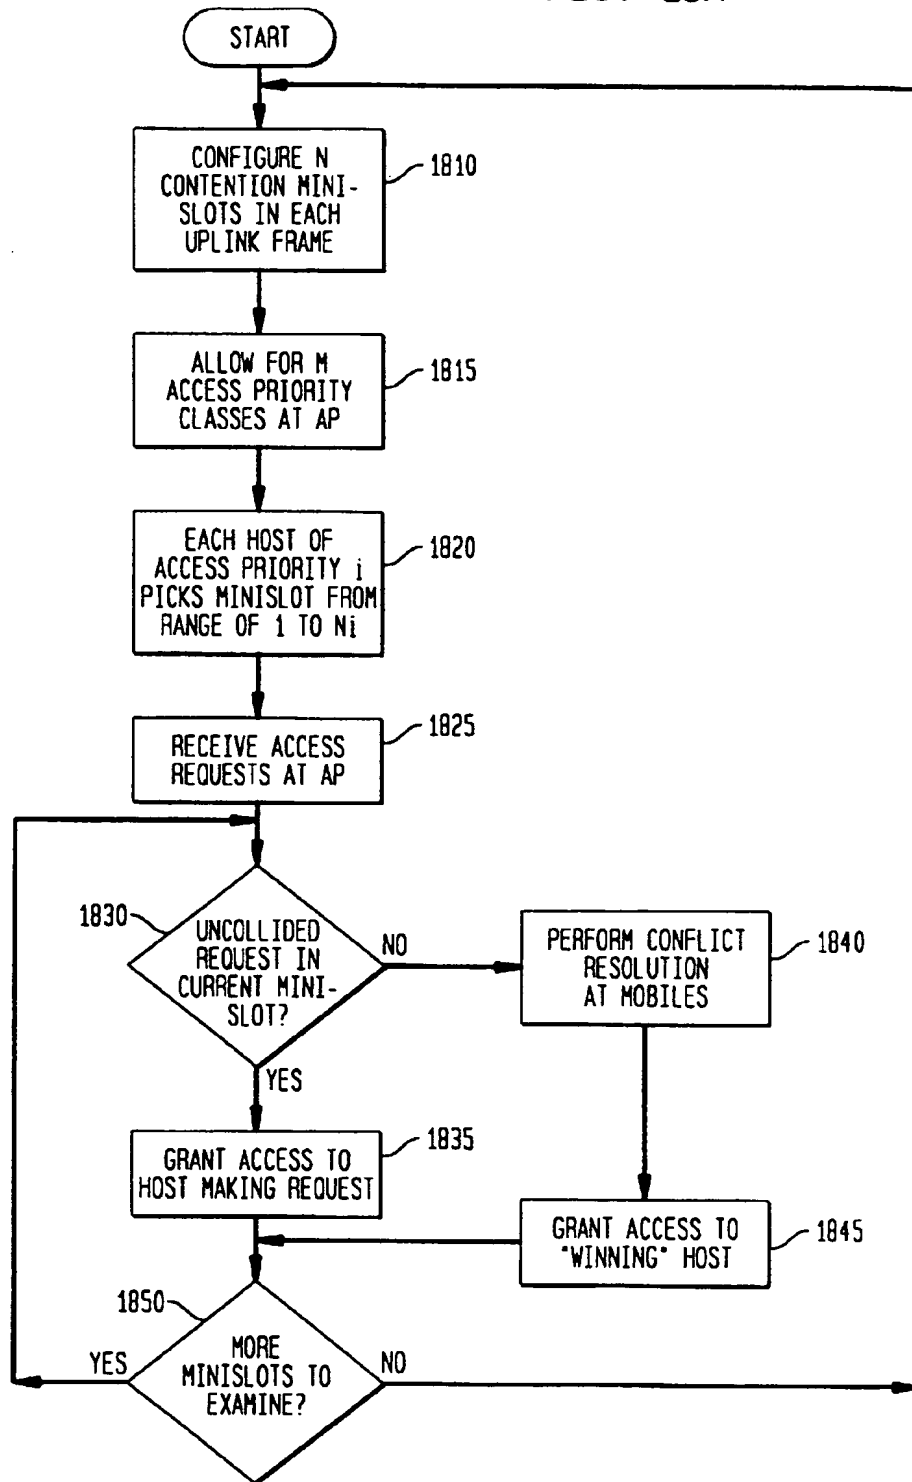 START
CONFIGURE N
CONTENTION MINI-
SLOTS IN EACH
UPLINK FRAME
1810
ALLOW FOR M
ACCESS PRIORITY
CLASSES AT AP
1815
EACH HOST OF
ACCESS PRIORITY i
PICKS MINISLOT FROM
RANGE OF 1 TO Ni
1820
RECEIVE ACCESS
REQUESTS AT AP
1825
1830
UNCOLLIDED
REQUEST IN
CURRENT MINI-
SLOT?
NO
YES
PERFORM CONFLICT
RESOLUTION
AT MOBILES
1840
GRANT ACCESS TO
HOST MAKING REQUEST
1835
GRANT ACCESS TO
"WINNING" HOST
1845
1850
MORE
MINISLOTS TO
EXAMINE?
YES
NO